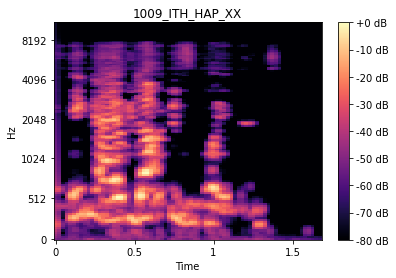 1009_ITH_HAP_XX
+0 dB
8192
-10 dB
4096
-20 dB
-30 dB
2048
Hz
-40 dB
1024
-50 dB
512
-60 dB
-70 dB
0
-80 dB
0 0.5 1 1.5
Time